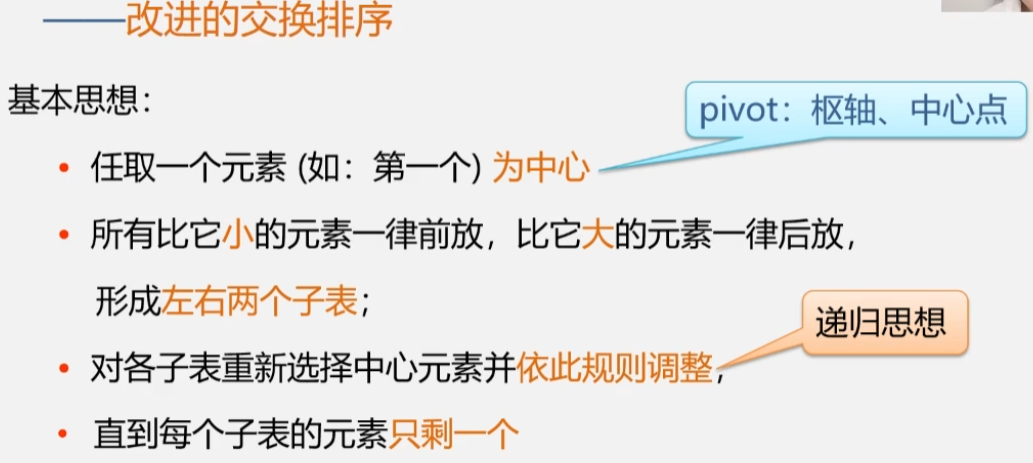 ——改进的交换排序
基本思想：
pivot：枢轴、中心点
• 任取一个元素 (如：第一个) 为中心
• 所有比它小的元素一律前放，比它大的元素一律后放，
形成左右两个子表；
递归思想
• 对各子表重新选择中心元素并依此规则调整，
• 直到每个子表的元素只剩一个